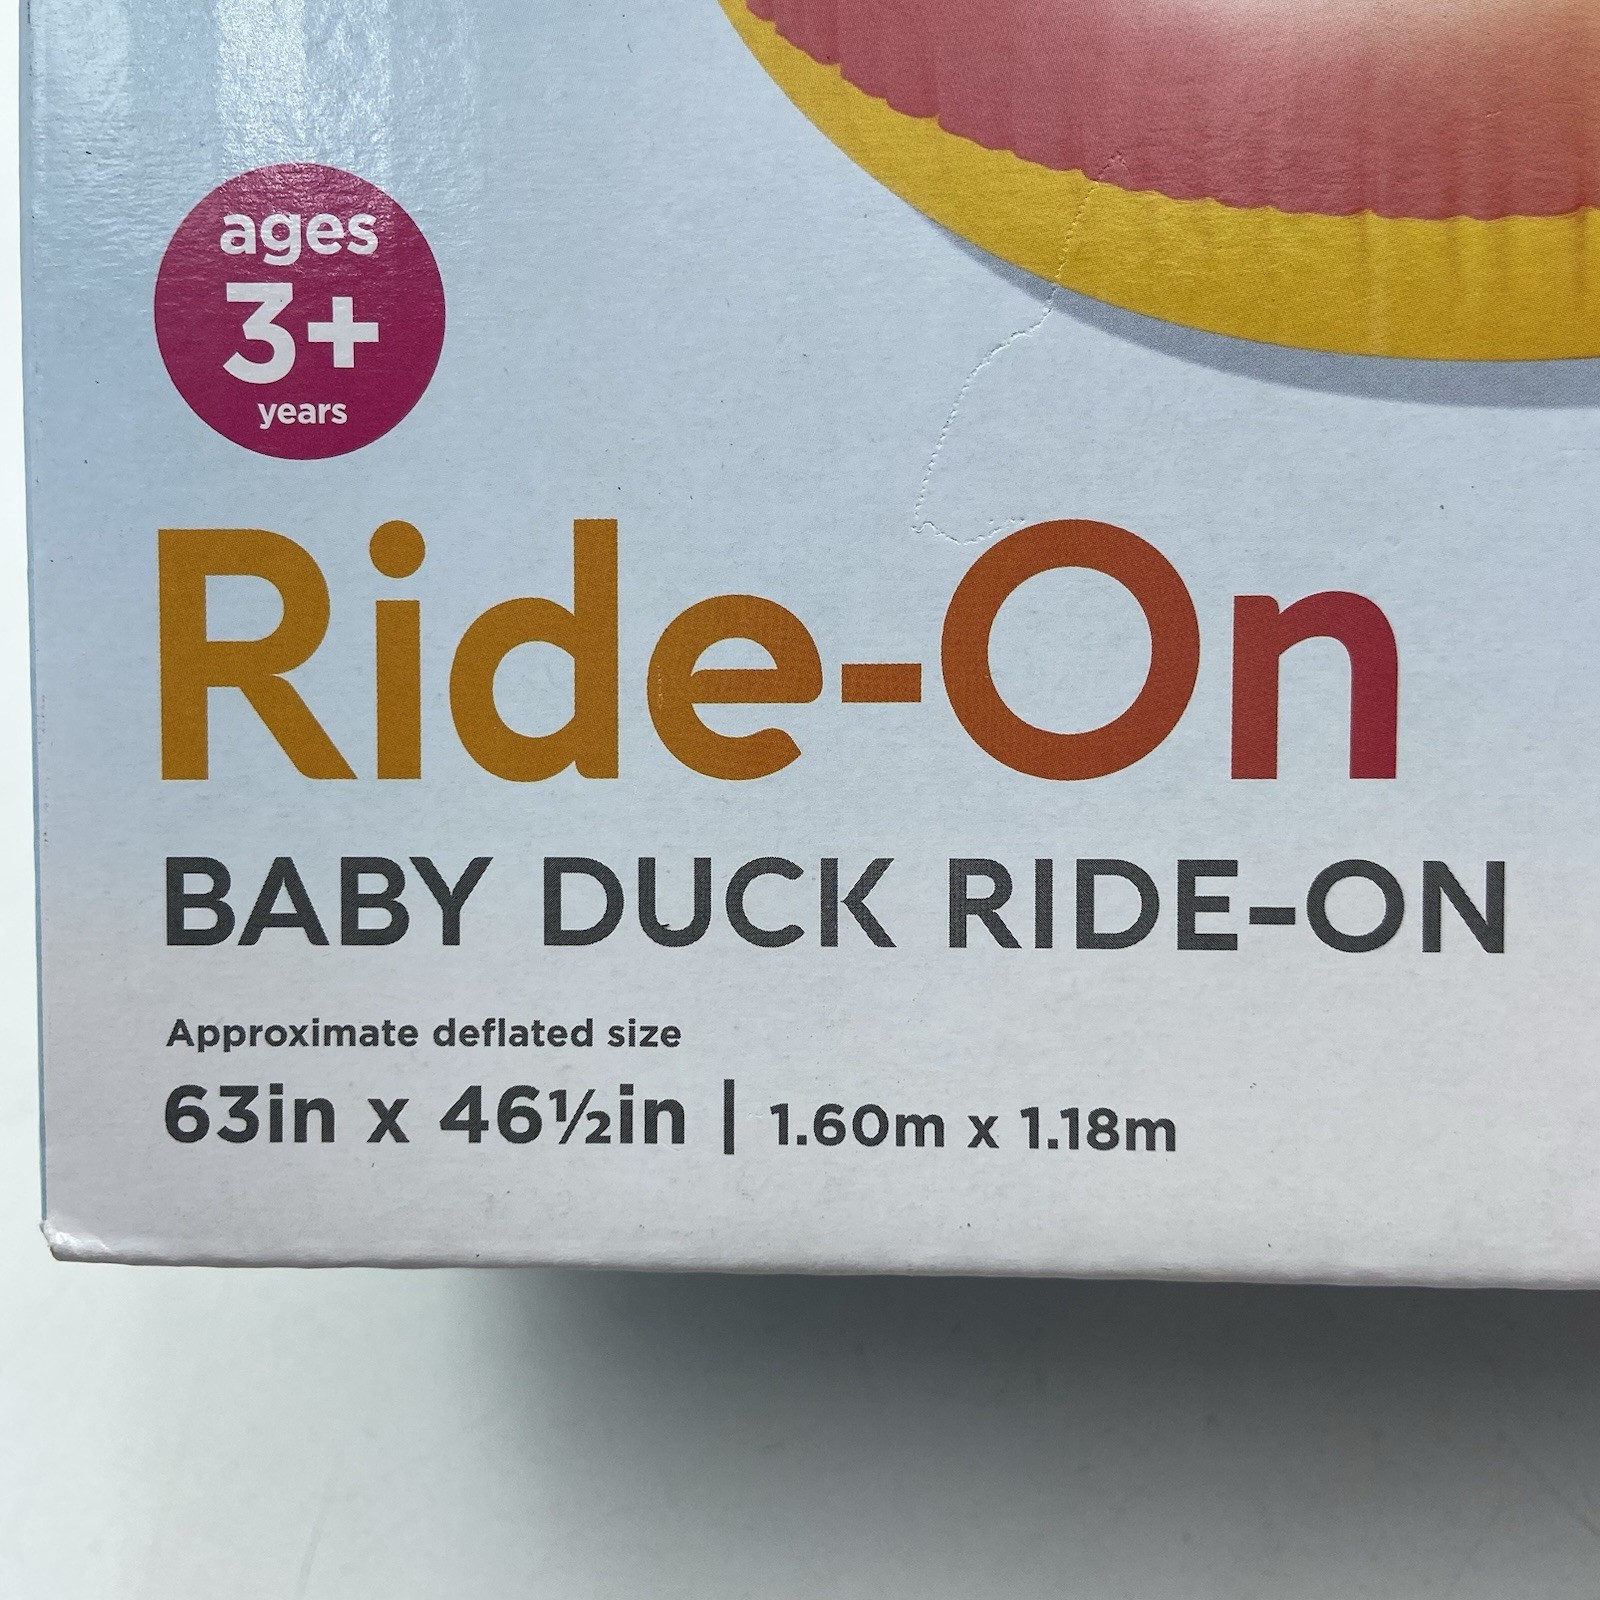 ages
3+
years
Ride-On
BABY DUCK RIDE-ON
Approximate deflated size
63in x 46½in | 1.60m x 1.18m